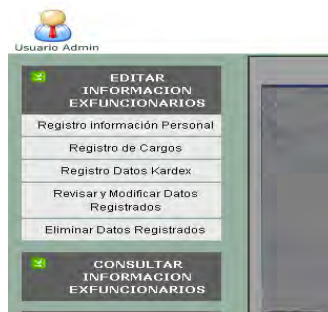 Usuario Admin
EDITAR
INFORMACION
EXFUNCIONARIOS
Registro información Personal
Registro de Cargos
Registro Datos Kardex
Revisar y Modificar Datos
Registrados
Eliminar Datos Registrados
CONSULTAR
INFORMACION
EXFUNCIONARIOS